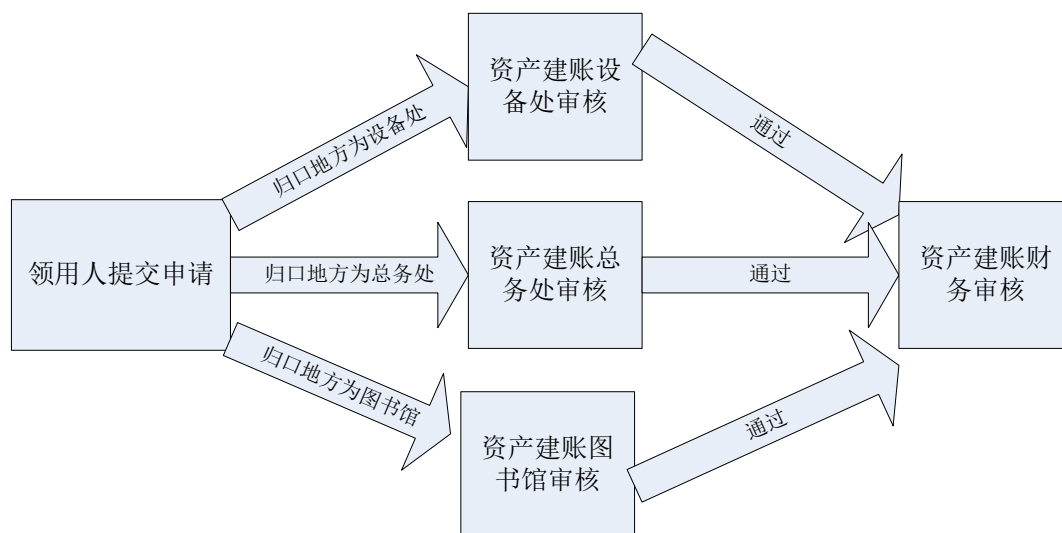 资产建账设
备处审核
归口地方为设备处
通过
领用人提交申请
归口地方为总务处
资产建账总
务处审核
通过
资产建账财
务审核
归口地方为图书馆
资产建账图
书馆审核
通过